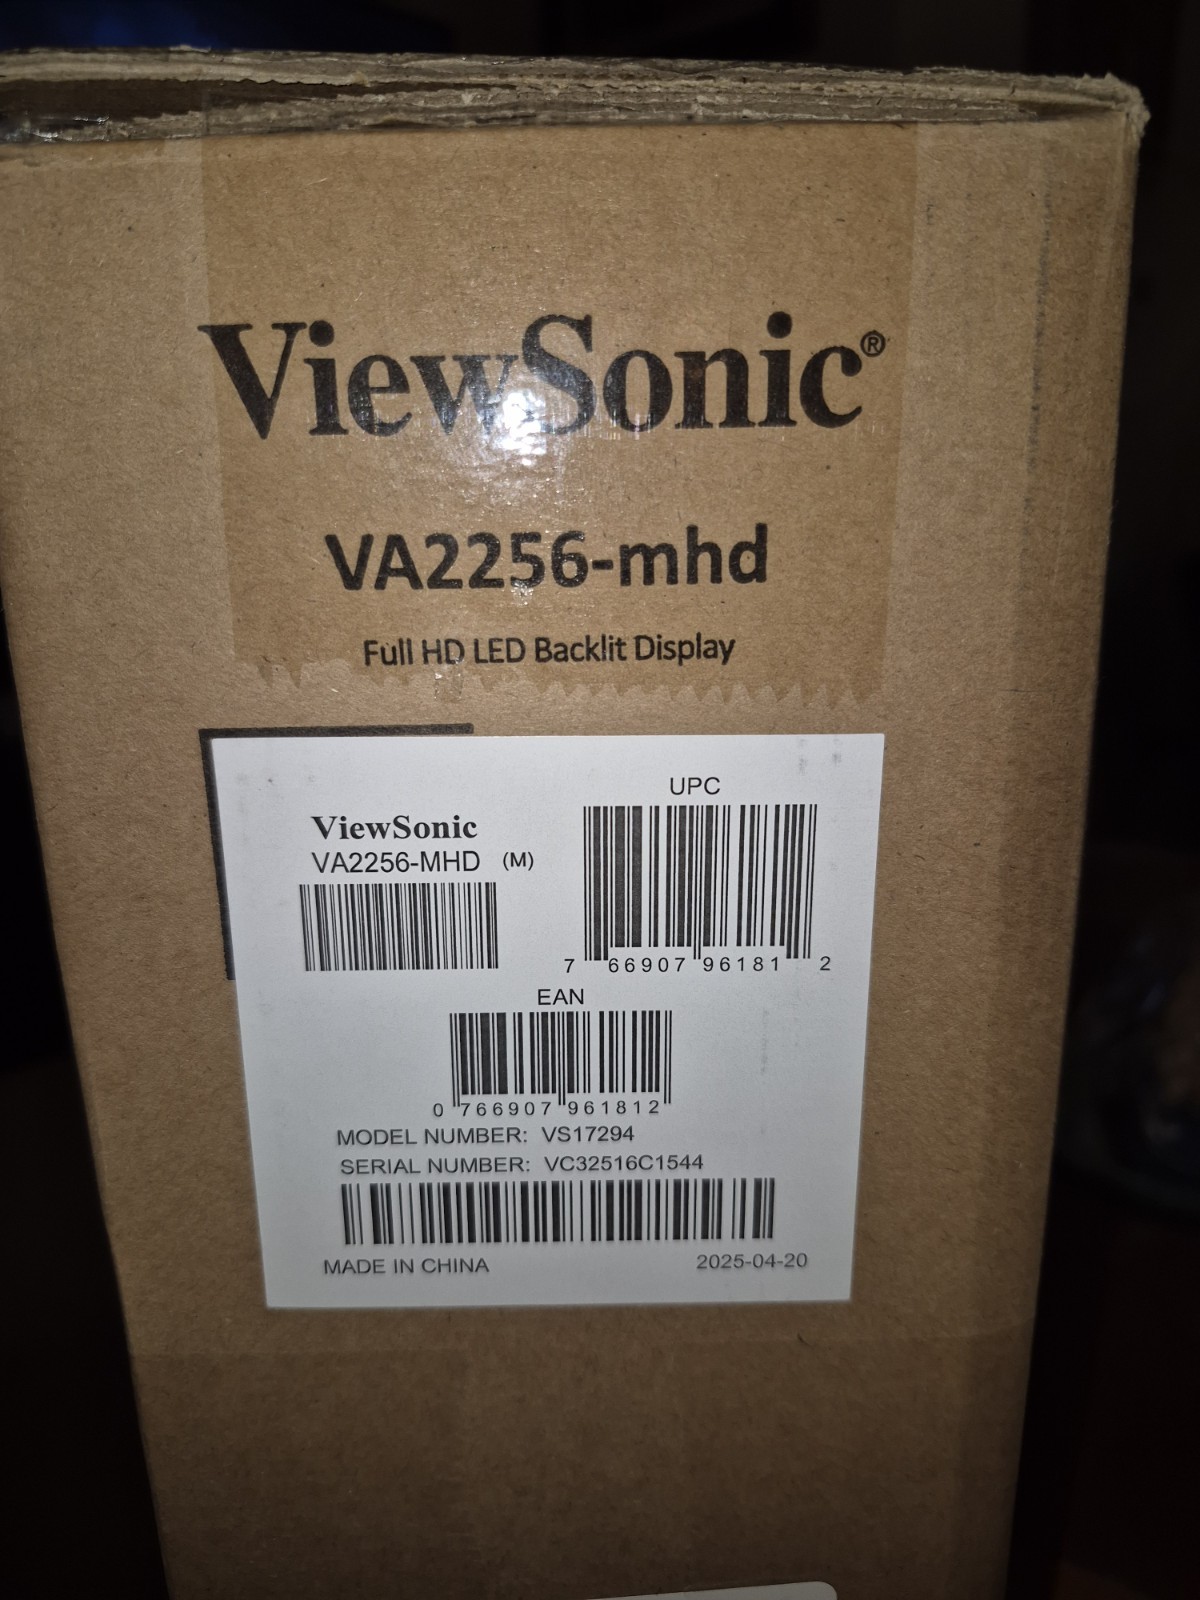 ViewSonic®
VA2256-mhd
Full HD LED Backlit Display
UPC
ViewSonic
VA2256-MHD (M)
7 66907 96181 2
EAN
0 766907 961812
MODEL NUMBER: VS17294
SERIAL NUMBER: VC32516C1544
MADE IN CHINA 2025-04-20